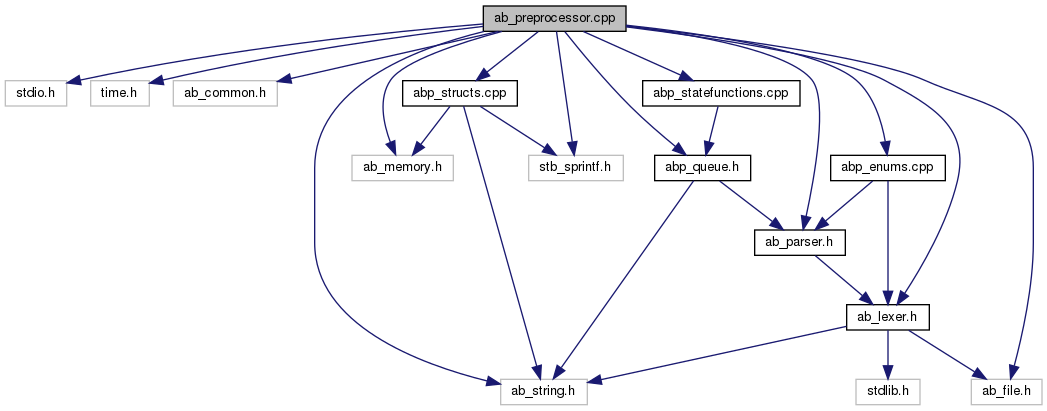 ab_preprocessor.cpp
stdio.h
time.h
ab_common.h
abp_structs.cpp
abp_statefunctions.cpp
ab_memory.h
stb_sprintf.h
abp_queue.h
abp_enums.cpp
ab_parser.h
ab_lexer.h
ab_string.h
stdlib.h
ab_file.h